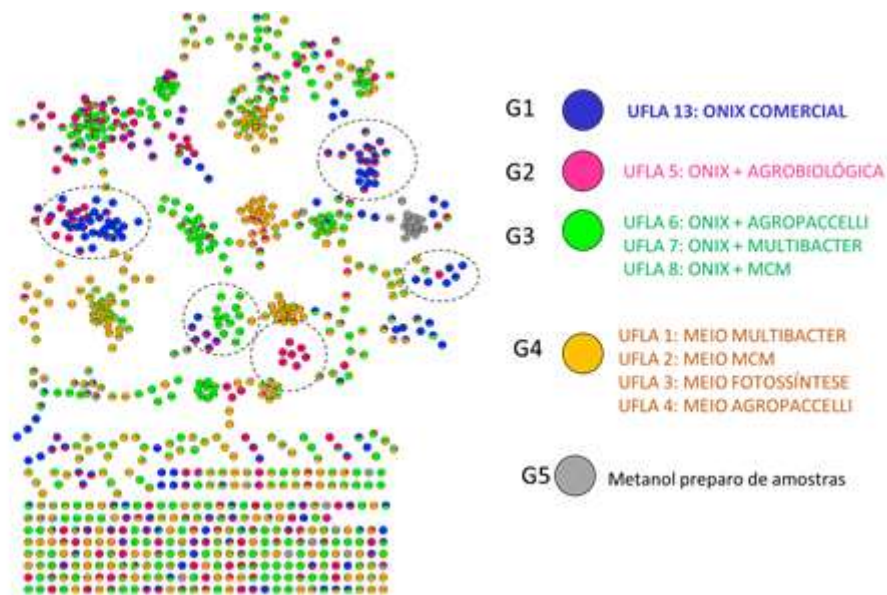 G1 UFLA 13: ONIX COMERCIAL
G2 UFLA 5: ONIX + AGROBIOLÓGICA
G3 UFLA 6: ONIX + AGROPACCELLI
UFLA 7: ONIX + MULTIBACTER
UFLA 8: ONIX + MCM
G4 UFLA 1: MEIO MULTIBACTER
UFLA 2: MEIO MCM
UFLA 3: MEIO FOTOSSÍNTESE
UFLA 4: MEIO AGROPACCELLI
G5 Metanol preparo de amostras